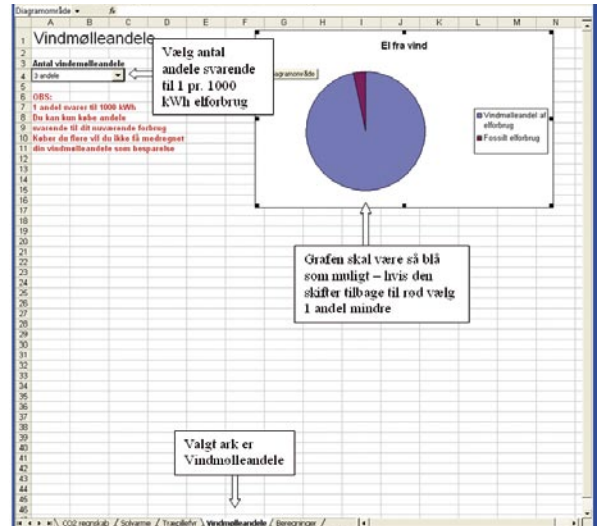 Diagramområde
fx
A B C D E F G H I J K L M N
Vindmølleandele
Antal vindemølleandele
3 andele
OBS:
1 andel svarer til 1000 kWh
Du kan kun købe andele
svarende til dit nuværende forbrug
Køber du flere vil du ikke få medregnet
din vindmølleandele som besparelse
Vælg antal
andele svarende
til 1 pr. 1000
kWh elforbrug
El fra vind
Vindmølleandel af
elforbrug
Fossilt elforbrug
Grafen skal være så blå
som muligt – hvis den
skifter tilbage til rød vælg
1 andel mindre
Valgt ark er
Vindmølleandele
CO2 regnskab / Solvarme / Træpillefyr \ Vindmølleandele / Beregninger /